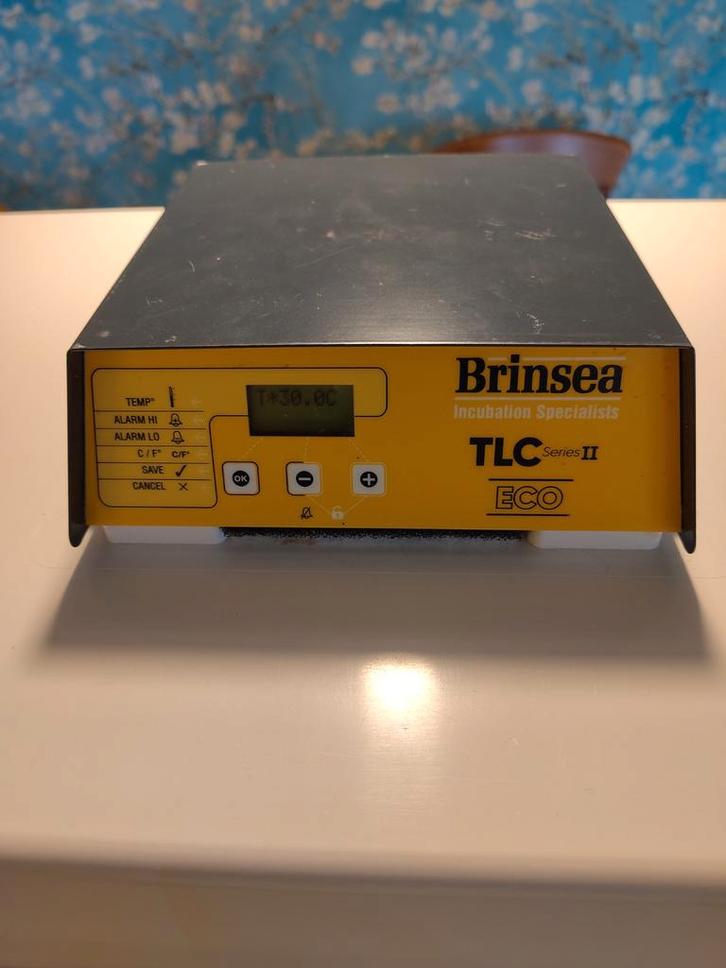 TEMP°
ALARM HI
ALARM LO
C / F° C/F°
SAVE
CANCEL
T*30.0C
OK
Brinsea
Incubation Specialists
TLC Series II
ECO